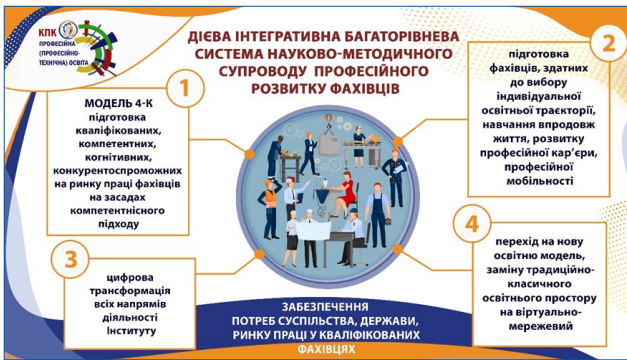 КПК
ПРОФЕСІЙНА
(ПРОФЕСІЙНО-
ТЕХНІЧНА) ОСВІТА
ДІЄВА ІНТЕГРАТИВНА БАГАТОРІВНЕВА
СИСТЕМА НАУКОВО-МЕТОДИЧНОГО
СУПРОВОДУ ПРОФЕСІЙНОГО
РОЗВИТКУ ФАХІВЦІВ
1
МОДЕЛЬ 4-К
підготовка
кваліфікованих,
компетентних,
когнітивних,
конкурентоспроможних
на ринку праці фахівців
на засадах
компетентнісного
підходу
2
підготовка
фахівців, здатних
до вибору
індивідуальної
освітньої траєкторії,
навчання впродовж
життя, розвитку
професійної кар’єри,
професійної
мобільності
3
цифрова
трансформація
всіх напрямів
діяльності
Інституту
4
перехід на нову
освітню модель,
заміну традиційно-
класичного
освітнього простору
на віртуально-
мережевий
ЗАБЕЗПЕЧЕННЯ
ПОТРЕБ СУСПІЛЬСТВА, ДЕРЖАВИ,
РИНКУ ПРАЦІ У КВАЛІФІКОВАНИХ
ФАХІВЦЯХ